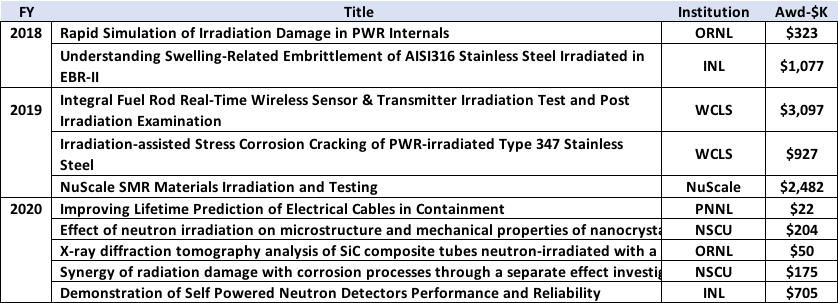 FY Title Institution Awd-$K
2018 Rapid Simulation of Irradiation Damage in PWR Internals ORNL $323
Understanding Swelling-Related Embrittlement of AISI316 Stainless Steel Irradiated in
EBR-II INL $1,077
2019 Integral Fuel Rod Real-Time Wireless Sensor & Transmitter Irradiation Test and Post
Irradiation Examination WCLS $3,097
Irradiation-assisted Stress Corrosion Cracking of PWR-irradiated Type 347 Stainless
Steel WCLS $927
NuScale SMR Materials Irradiation and Testing NuScale $2,482
2020 Improving Lifetime Prediction of Electrical Cables in Containment PNNL $22
Effect of neutron irradiation on microstructure and mechanical properties of nanocrysta NSCU $204
X-ray diffraction tomography analysis of SiC composite tubes neutron-irradiated with a ORNL $50
Synergy of radiation damage with corrosion processes through a separate effect investig NSCU $175
Demonstration of Self Powered Neutron Detectors Performance and Reliability INL $705